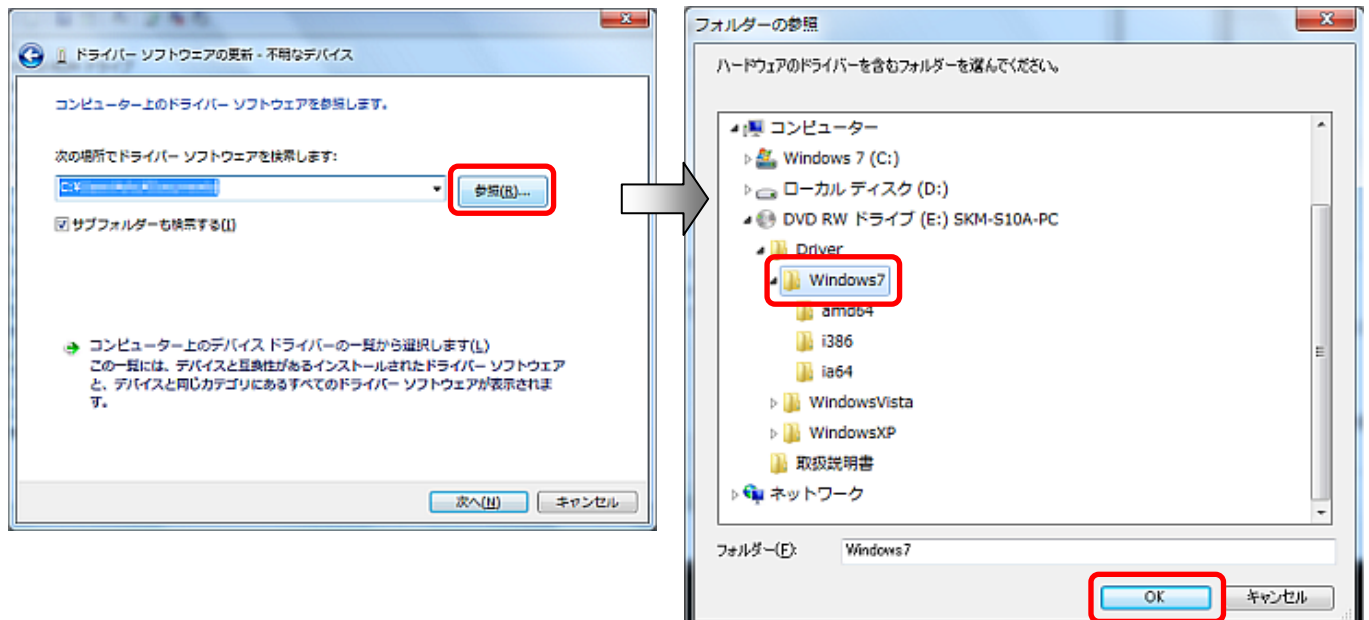 ドライバー ソフトウェアの更新 - 不明なデバイス
コンピューター上のドライバー ソフトウェアを参照します。
次の場所でドライバー ソフトウェアを検索します:
参照(R)...
サブフォルダーも検索する(I)
コンピューター上のデバイス ドライバーの一覧から選択します(L)
この一覧には、デバイスと互換性があるインストールされたドライバー ソフトウェア
と、デバイスと同じカテゴリにあるすべてのドライバー ソフトウェアが表示されま
す。
次へ(N)
キャンセル
フォルダーの参照
ハードウェアのドライバーを含むフォルダーを選んでください。
コンピューター
Windows 7 (C:)
ローカル ディスク (D:)
DVD RW ドライブ (E:) SKM-S10A-PC
Driver
Windows7
amd64
i386
ia64
WindowsVista
WindowsXP
取扱説明書
ネットワーク
フォルダー(F): Windows7
OK
キャンセル